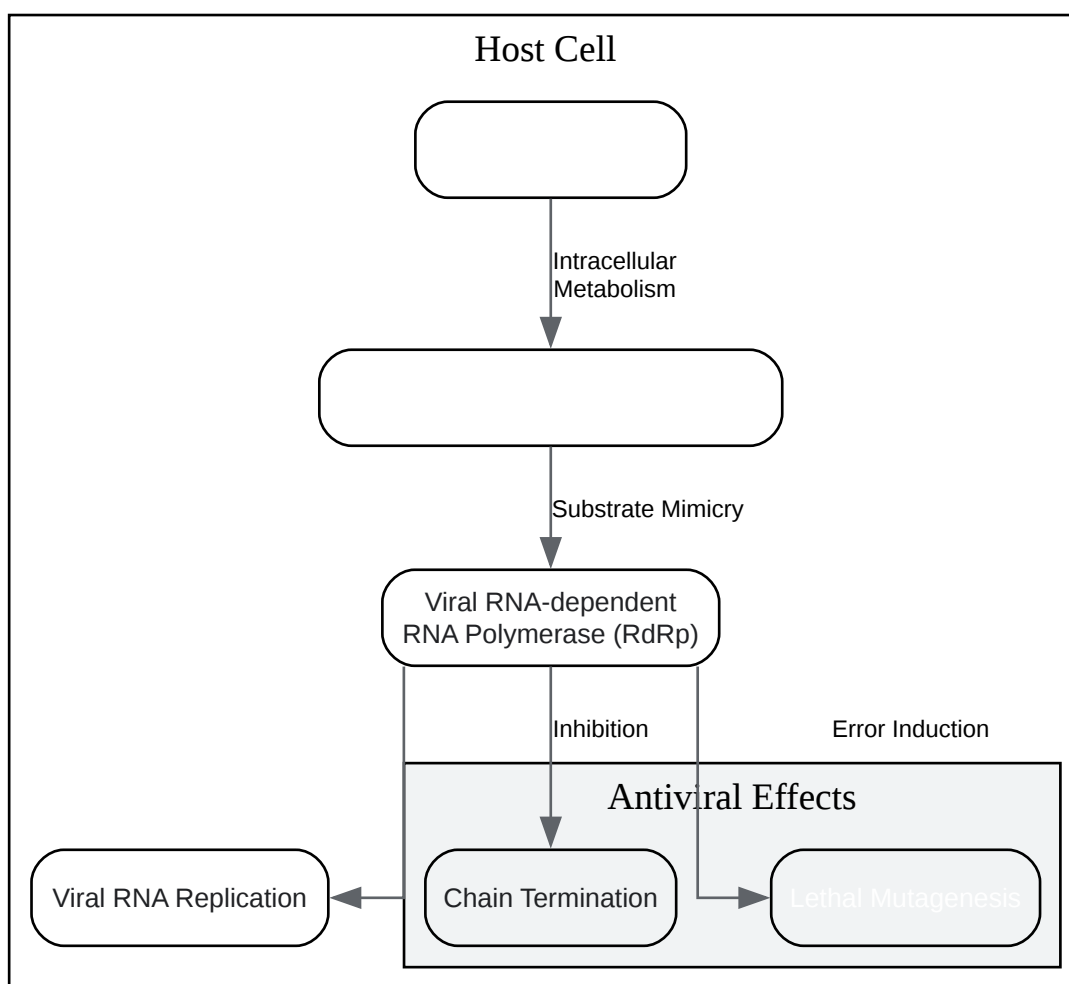 Host Cell
Intracellular
Metabolism
Substrate Mimicry
Viral RNA-dependent
RNA Polymerase (RdRp)
Inhibition
Error Induction
Antiviral Effects
Viral RNA Replication
Chain Termination
Lethal Mutagenesis